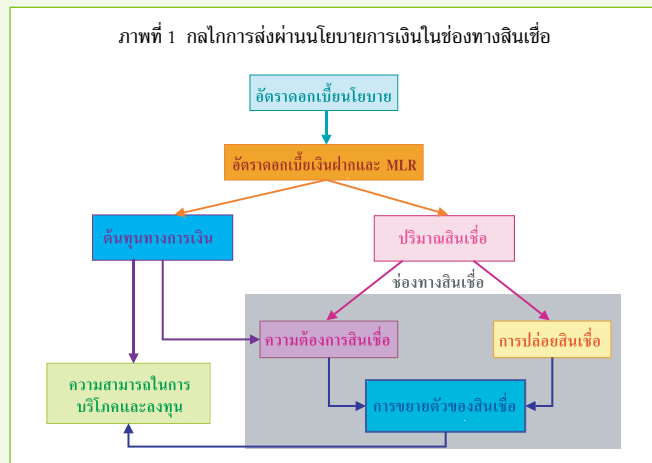 ภาพที่ 1 กลไกการส่งผ่านนโยบายการเงินในช่องทางสินเชื่อ
อัตราดอกเบี้ยนโยบาย
อัตราดอกเบี้ยเงินฝากและ MLR
ต้นทุนทางการเงิน
ปริมาณสินเชื่อ
ช่องทางสินเชื่อ
ความต้องการสินเชื่อ
การปล่อยสินเชื่อ
ความสามารถในการ
บริโภคและลงทุน
การขยายตัวของสินเชื่อ